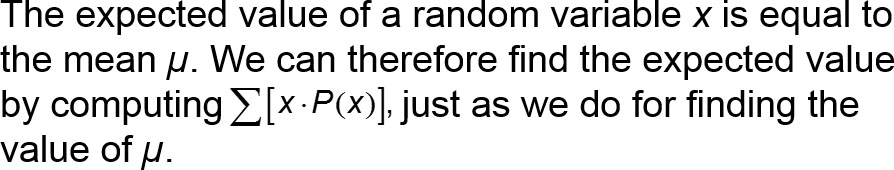 The expected value of a random variable x is equal to
the mean μ. We can therefore find the expected value
by computing ∑[x · P(x)], just as we do for finding the
value of μ.